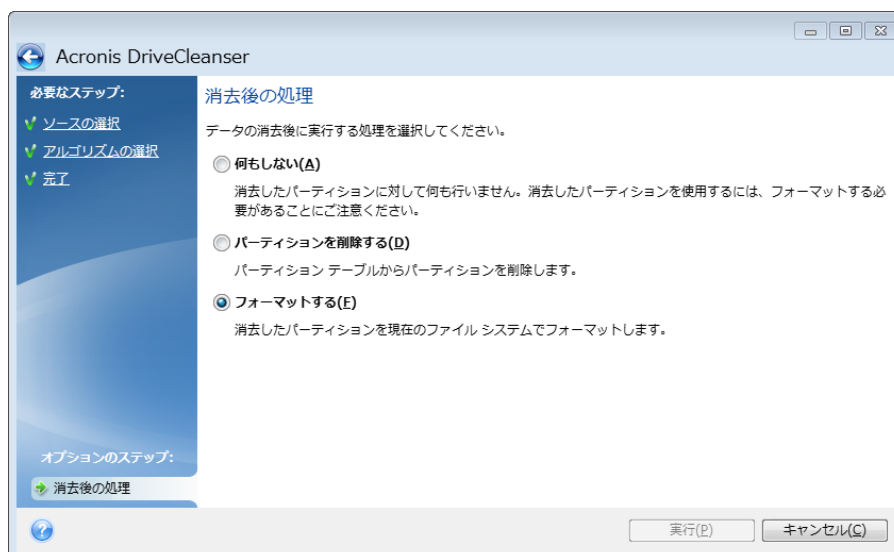 Acronis DriveCleanser
必要なステップ:
ソースの選択
アルゴリズムの選択
完了
オプションのステップ:
消去後の処理
消去後の処理
データの消去後に実行する処理を選択してください。
何もしない(A)
消去したパーティションに対して何も行いません。消去したパーティションを使用するには、フォーマットする必
要があることにご注意ください。
パーティションを削除する(D)
パーティション テーブルからパーティションを削除します。
フォーマットする(F)
消去したパーティションを現在のファイル システムでフォーマットします。
実行(P)
キャンセル(C)